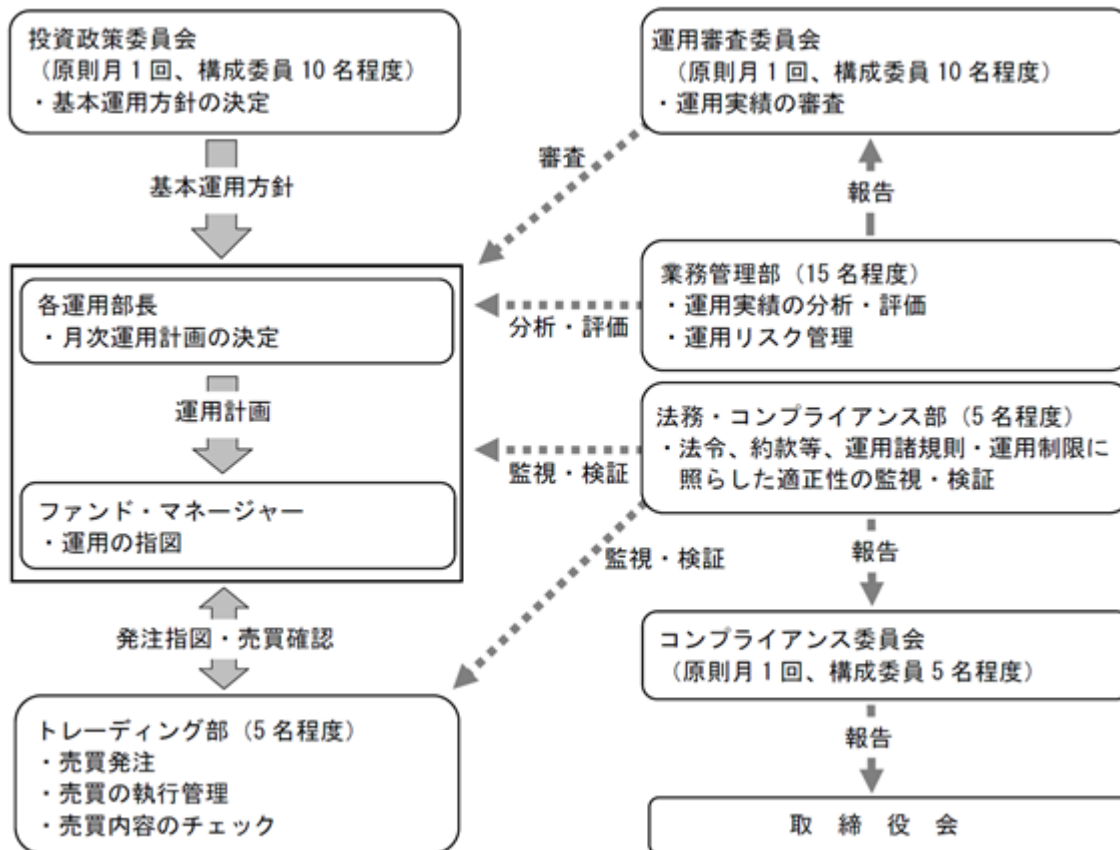 投資政策委員会
（原則月1回、構成委員10名程度）
・基本運用方針の決定
基本運用方針
各運用部長
・月次運用計画の決定
運用計画
ファンド・マネージャー
・運用の指図
発注指図・売買確認
トレーディング部（5名程度）
・売買発注
・売買の執行管理
・売買内容のチェック
運用審査委員会
（原則月1回、構成委員10名程度）
・運用実績の審査
審査
報告
業務管理部（15名程度）
・運用実績の分析・評価
・運用リスク管理
分析・評価
法務・コンプライアンス部（5名程度）
・法令、約款等、運用諸規則・運用制限に
照らした適正性の監視・検証
監視・検証
監視・検証
報告
コンプライアンス委員会
（原則月1回、構成委員5名程度）
報告
取締役会